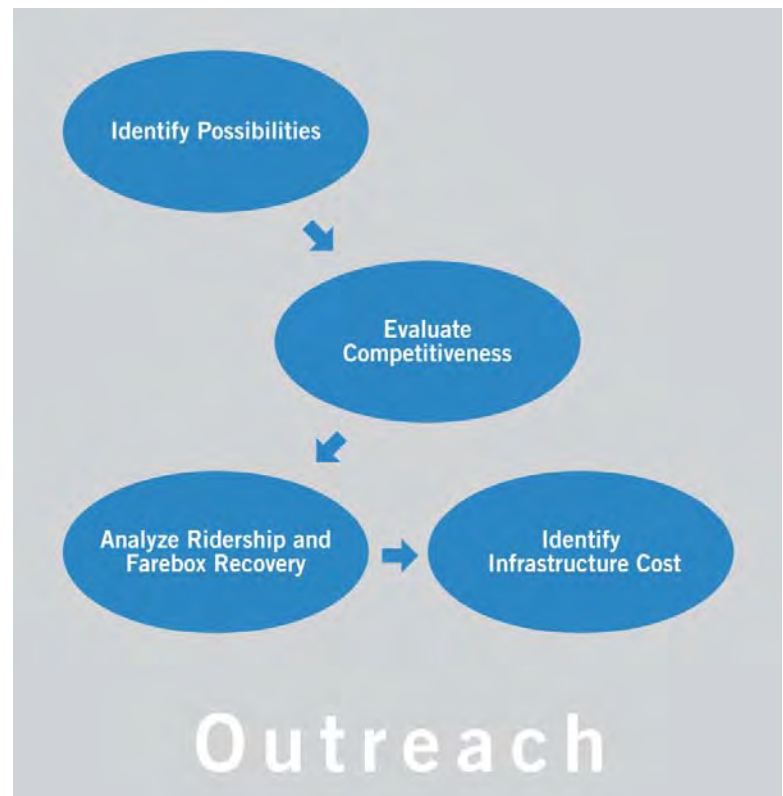 Identify Possibilities
Evaluate
Competitiveness
Analyze Ridership and
Farebox Recovery
Identify
Infrastructure Cost
Outreach